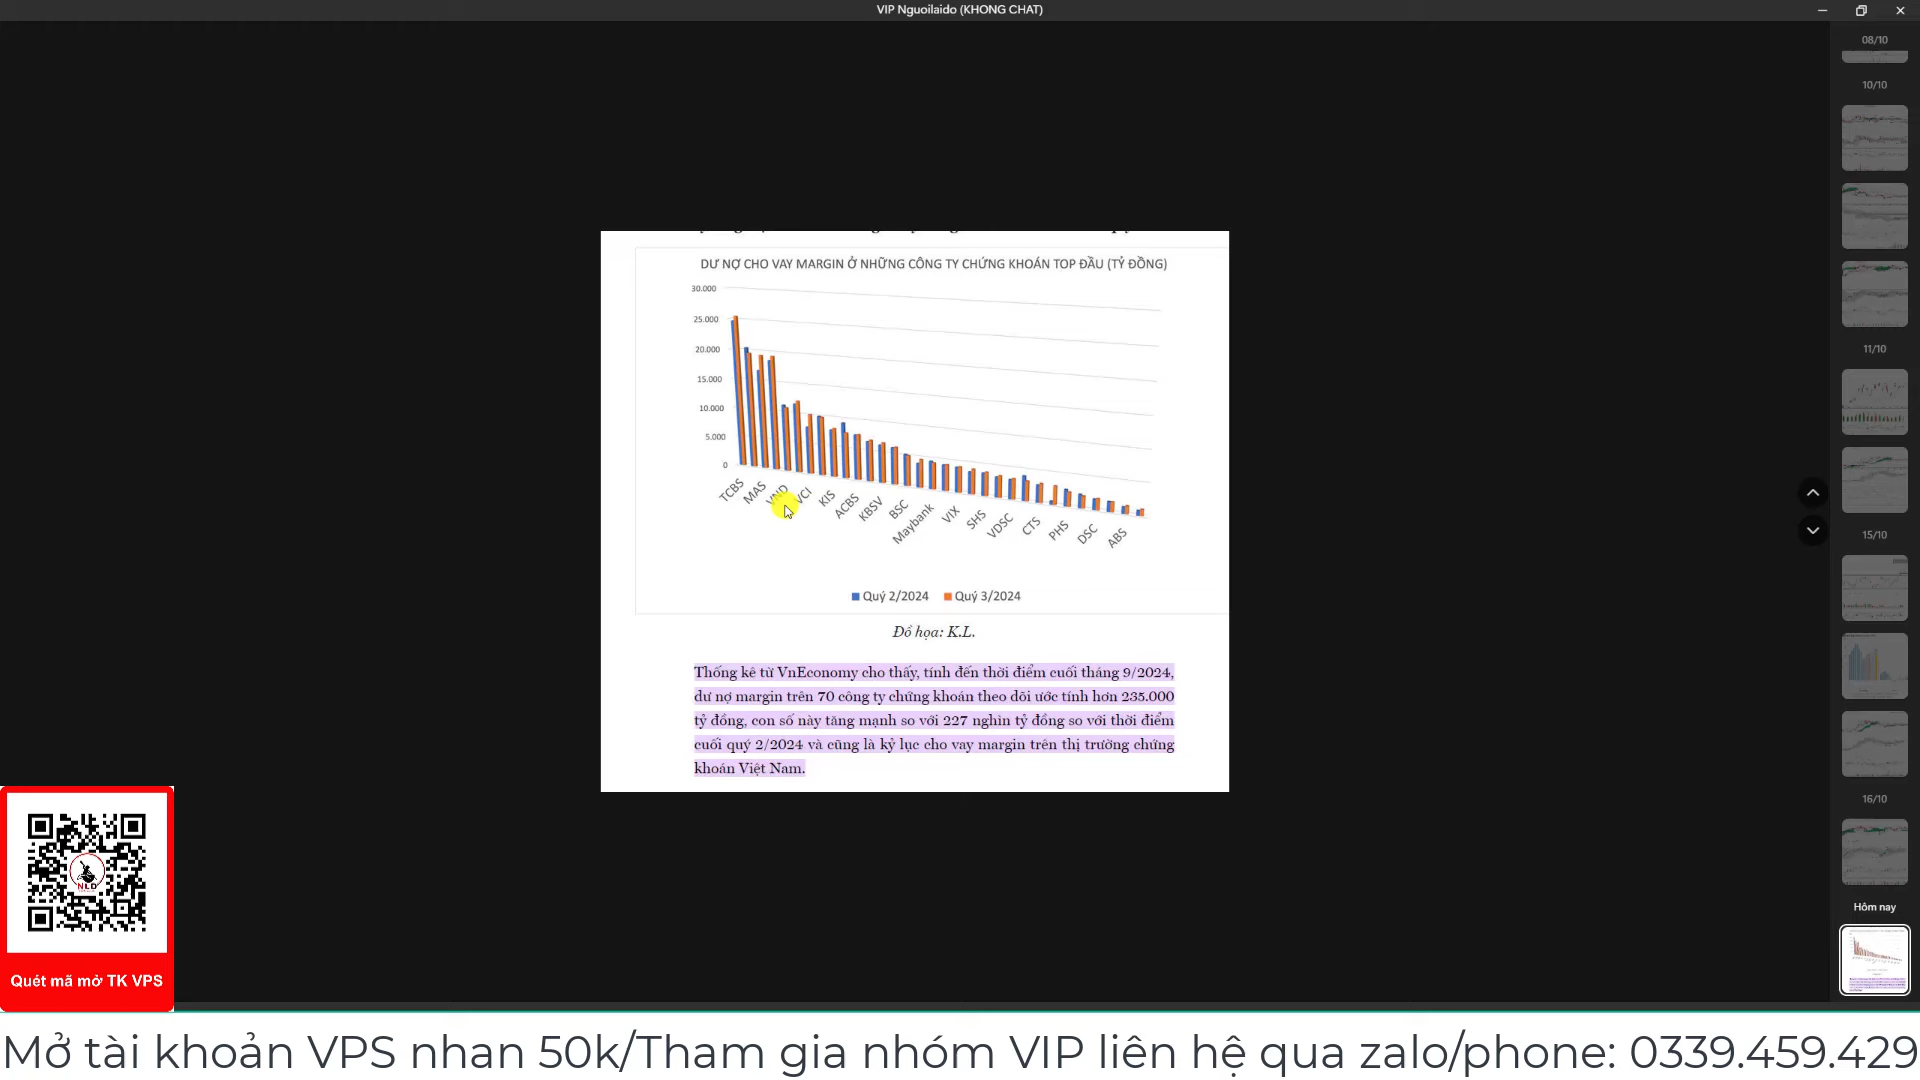 VIP Nguoilaido (KHONG CHAT)
08/10
10/10
11/10
15/10
16/10
Hôm nay
DƯ NỢ CHO VAY MARGIN Ở NHỮNG CÔNG TY CHỨNG KHOÁN TOP ĐẦU (TỶ ĐỒNG)
30.000
25.000
20.000
15.000
10.000
5.000
0
TCBS
MAS
VND
VCI
KIS
ACBS
KBSV
BSC
Maybank
VIX
SHS
VDSC
CTS
PHS
DSC
ABS
Quý 2/2024 Quý 3/2024
Đồ họa: K.L.
Thống kê từ VnEconomy cho thấy, tính đến thời điểm cuối tháng 9/2024,
dư nợ margin trên 70 công ty chứng khoán theo dõi ước tính hơn 235.000
tỷ đồng, con số này tăng mạnh so với 227 nghìn tỷ đồng so với thời điểm
cuối quý 2/2024 và cũng là kỷ lục cho vay margin trên thị trường chứng
khoán Việt Nam.
NLD
Quét mã mở TK VPS
Mở tài khoản VPS nhan 50k/Tham gia nhóm VIP liên hệ qua zalo/phone: 0339.459.429